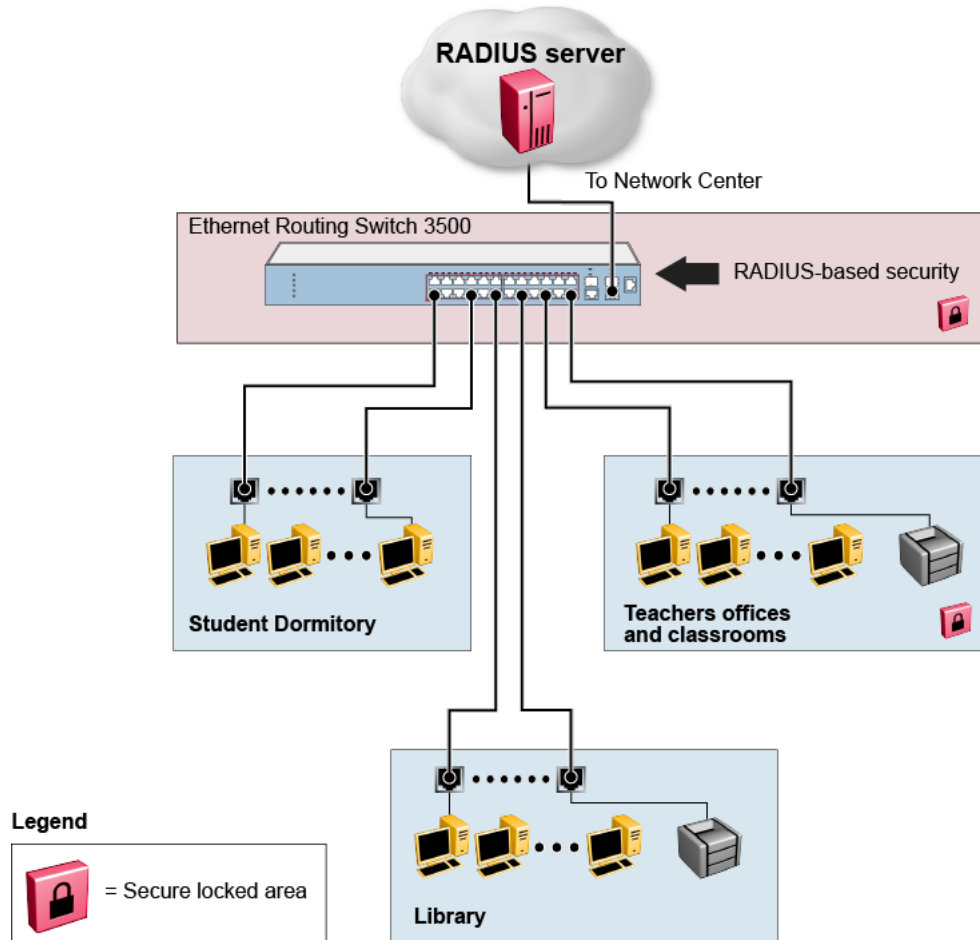 RADIUS server
To Network Center
Ethernet Routing Switch 3500
RADIUS-based security
Student Dormitory
Teachers offices
and classrooms
Library
Legend
= Secure locked area